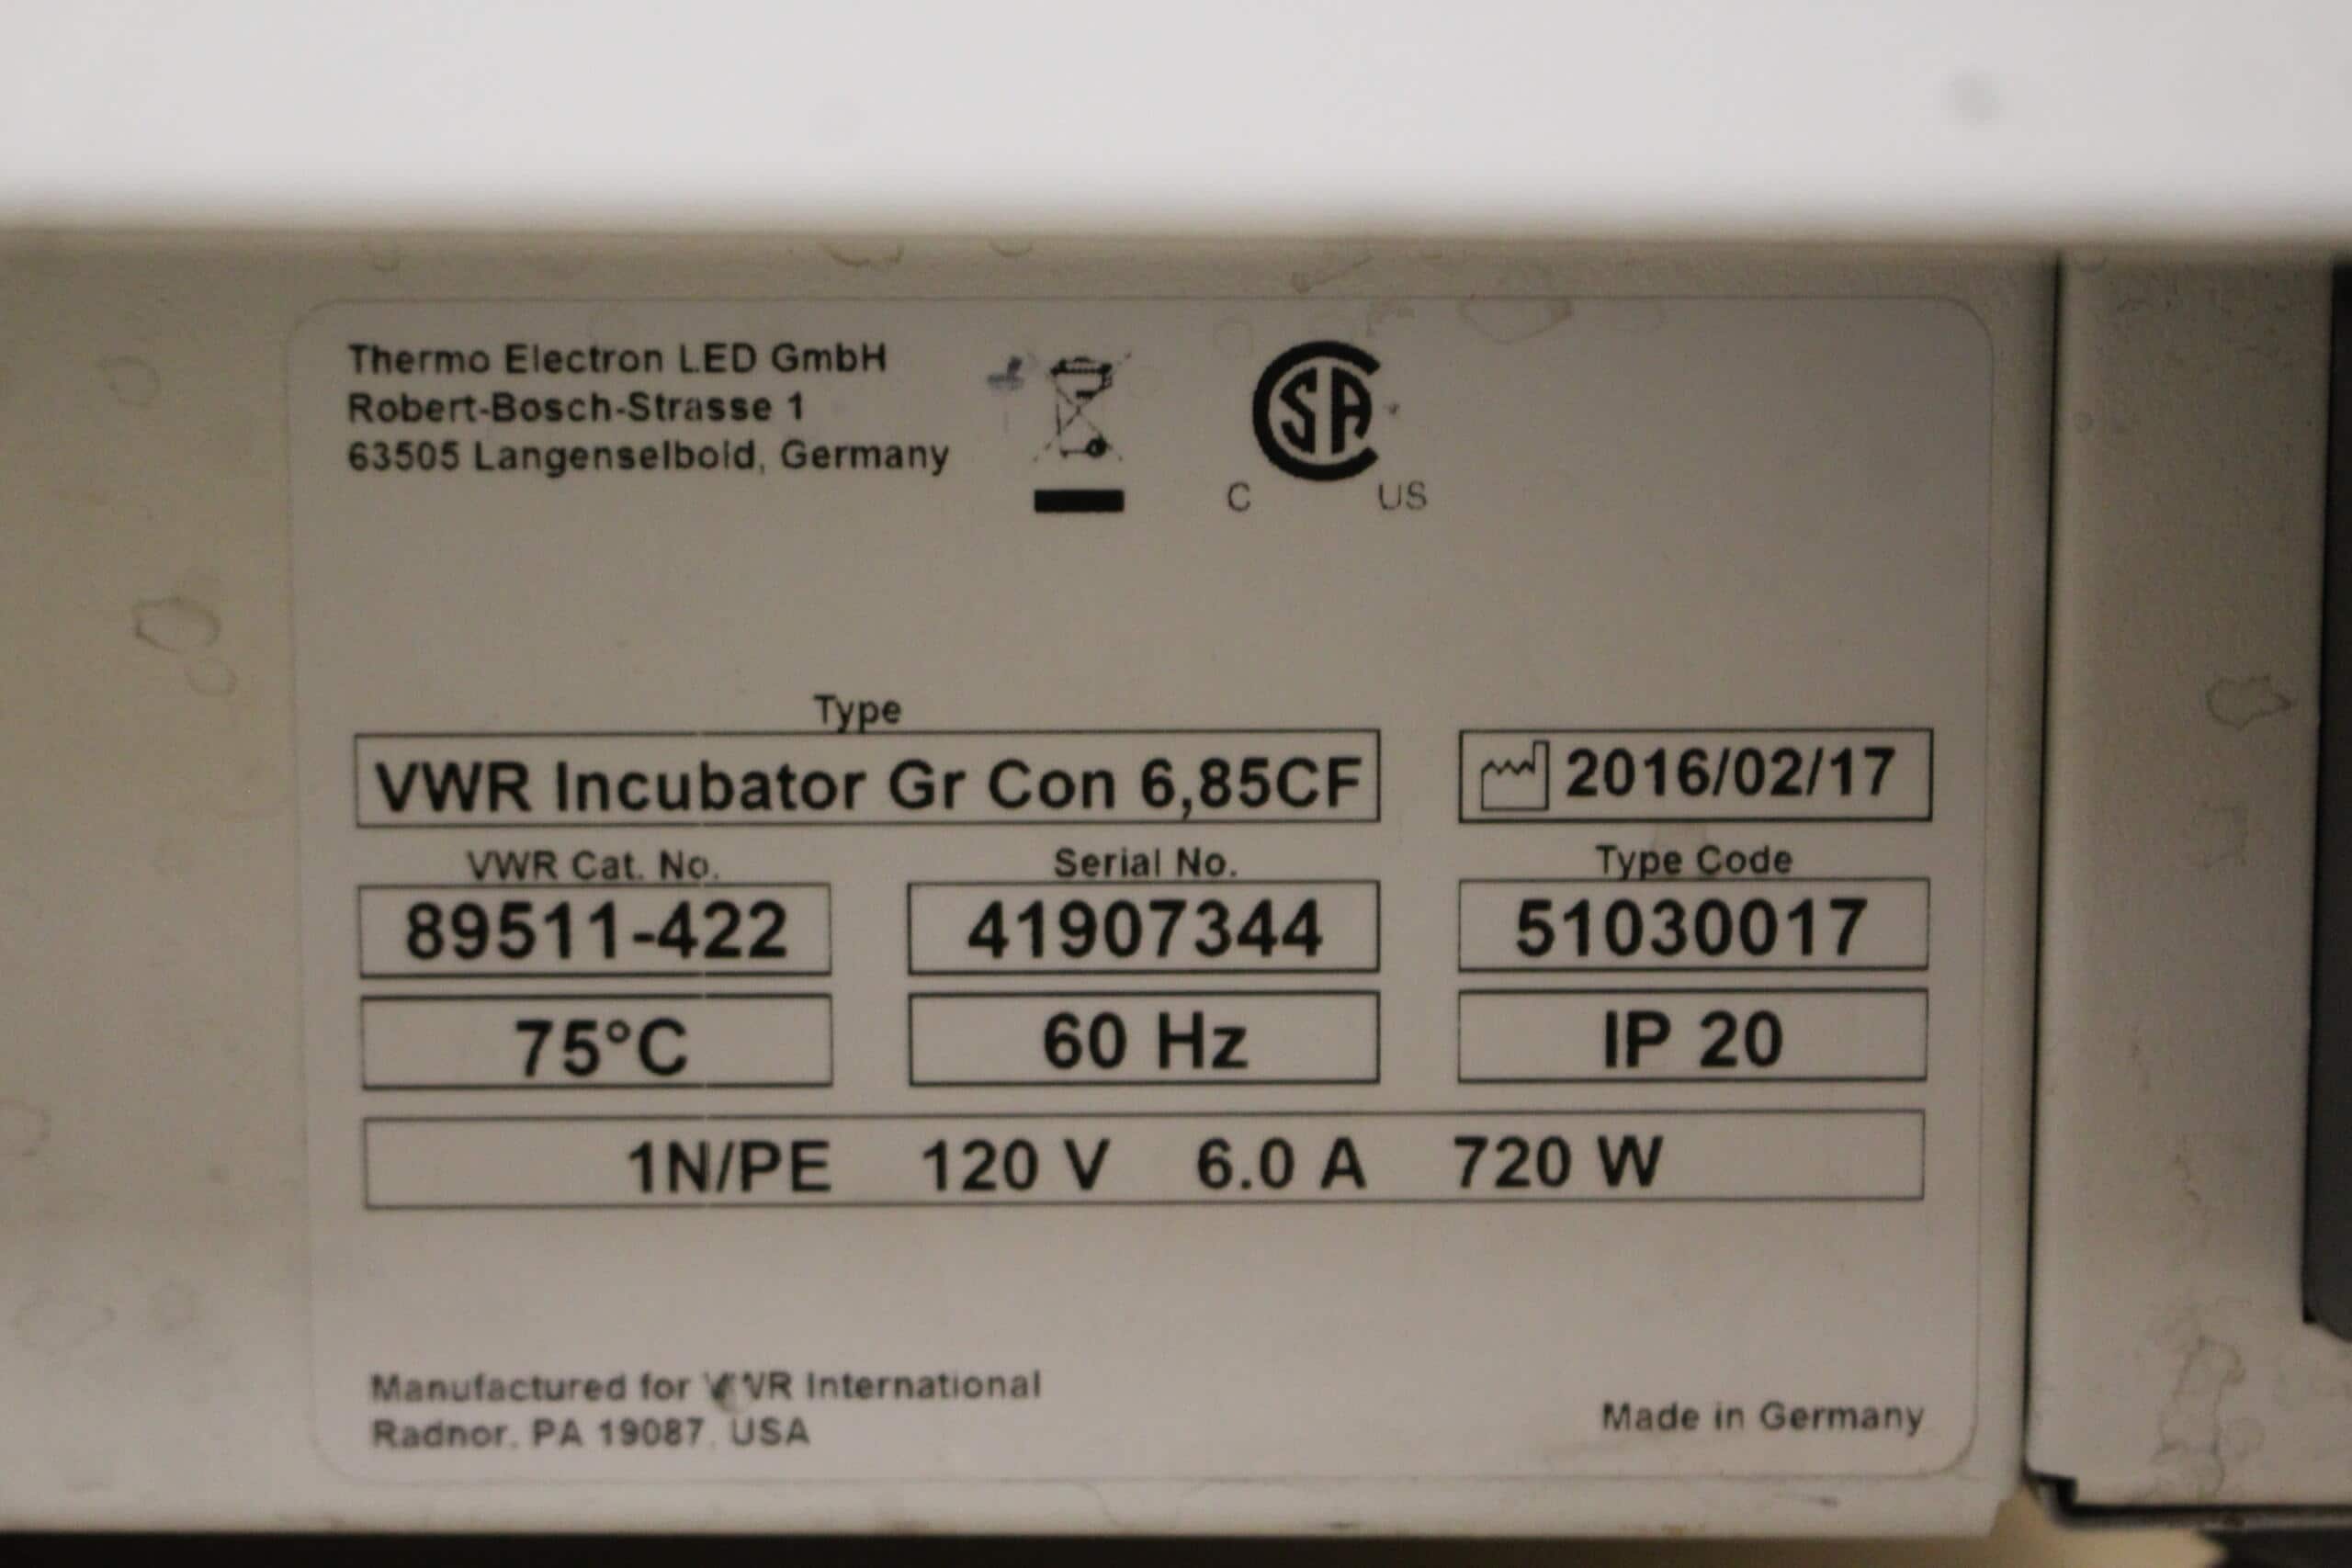 Thermo Electron LED GmbH
Robert-Bosch-Strasse 1
63505 Langenselbold, Germany
CSA
C US
Type
VWR Incubator Gr Con 6,85CF
2016/02/17
VWR Cat. No.
Serial No.
Type Code
89511-422
41907344
51030017
75°C
60 Hz
IP 20
1N/PE 120 V 6.0 A 720 W
Manufactured for VWR International
Radnor, PA 19087, USA
Made in Germany